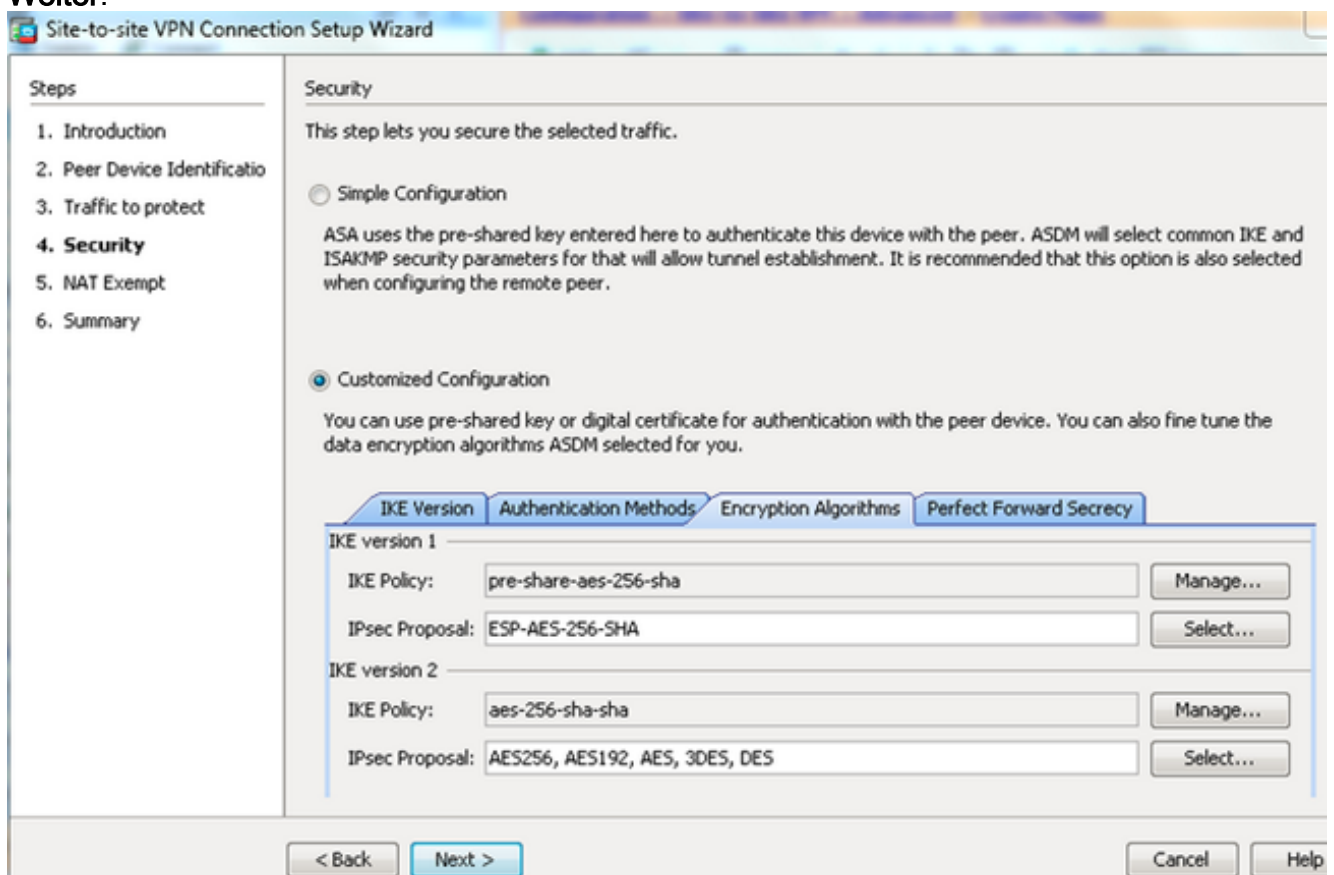 Site-to-site VPN Connection Setup Wizard
Steps
1. Introduction
2. Peer Device Identificatio
3. Traffic to protect
4. Security
5. NAT Exempt
6. Summary
Security
This step lets you secure the selected traffic.
Simple Configuration
ASA uses the pre-shared key entered here to authenticate this device with the peer. ASDM will select common IKE and
ISAKMP security parameters for that will allow tunnel establishment. It is recommended that this option is also selected
when configuring the remote peer.
Customized Configuration
You can use pre-shared key or digital certificate for authentication with the peer device. You can also fine tune the
data encryption algorithms ASDM selected for you.
IKE Version Authentication Methods Encryption Algorithms Perfect Forward Secrecy
IKE version 1
IKE Policy: pre-share-aes-256-sha Manage...
IPsec Proposal: ESP-AES-256-SHA Select...
IKE version 2
IKE Policy: aes-256-sha-sha Manage...
IPsec Proposal: AES256, AES192, AES, 3DES, DES Select...
< Back Next > Cancel Help